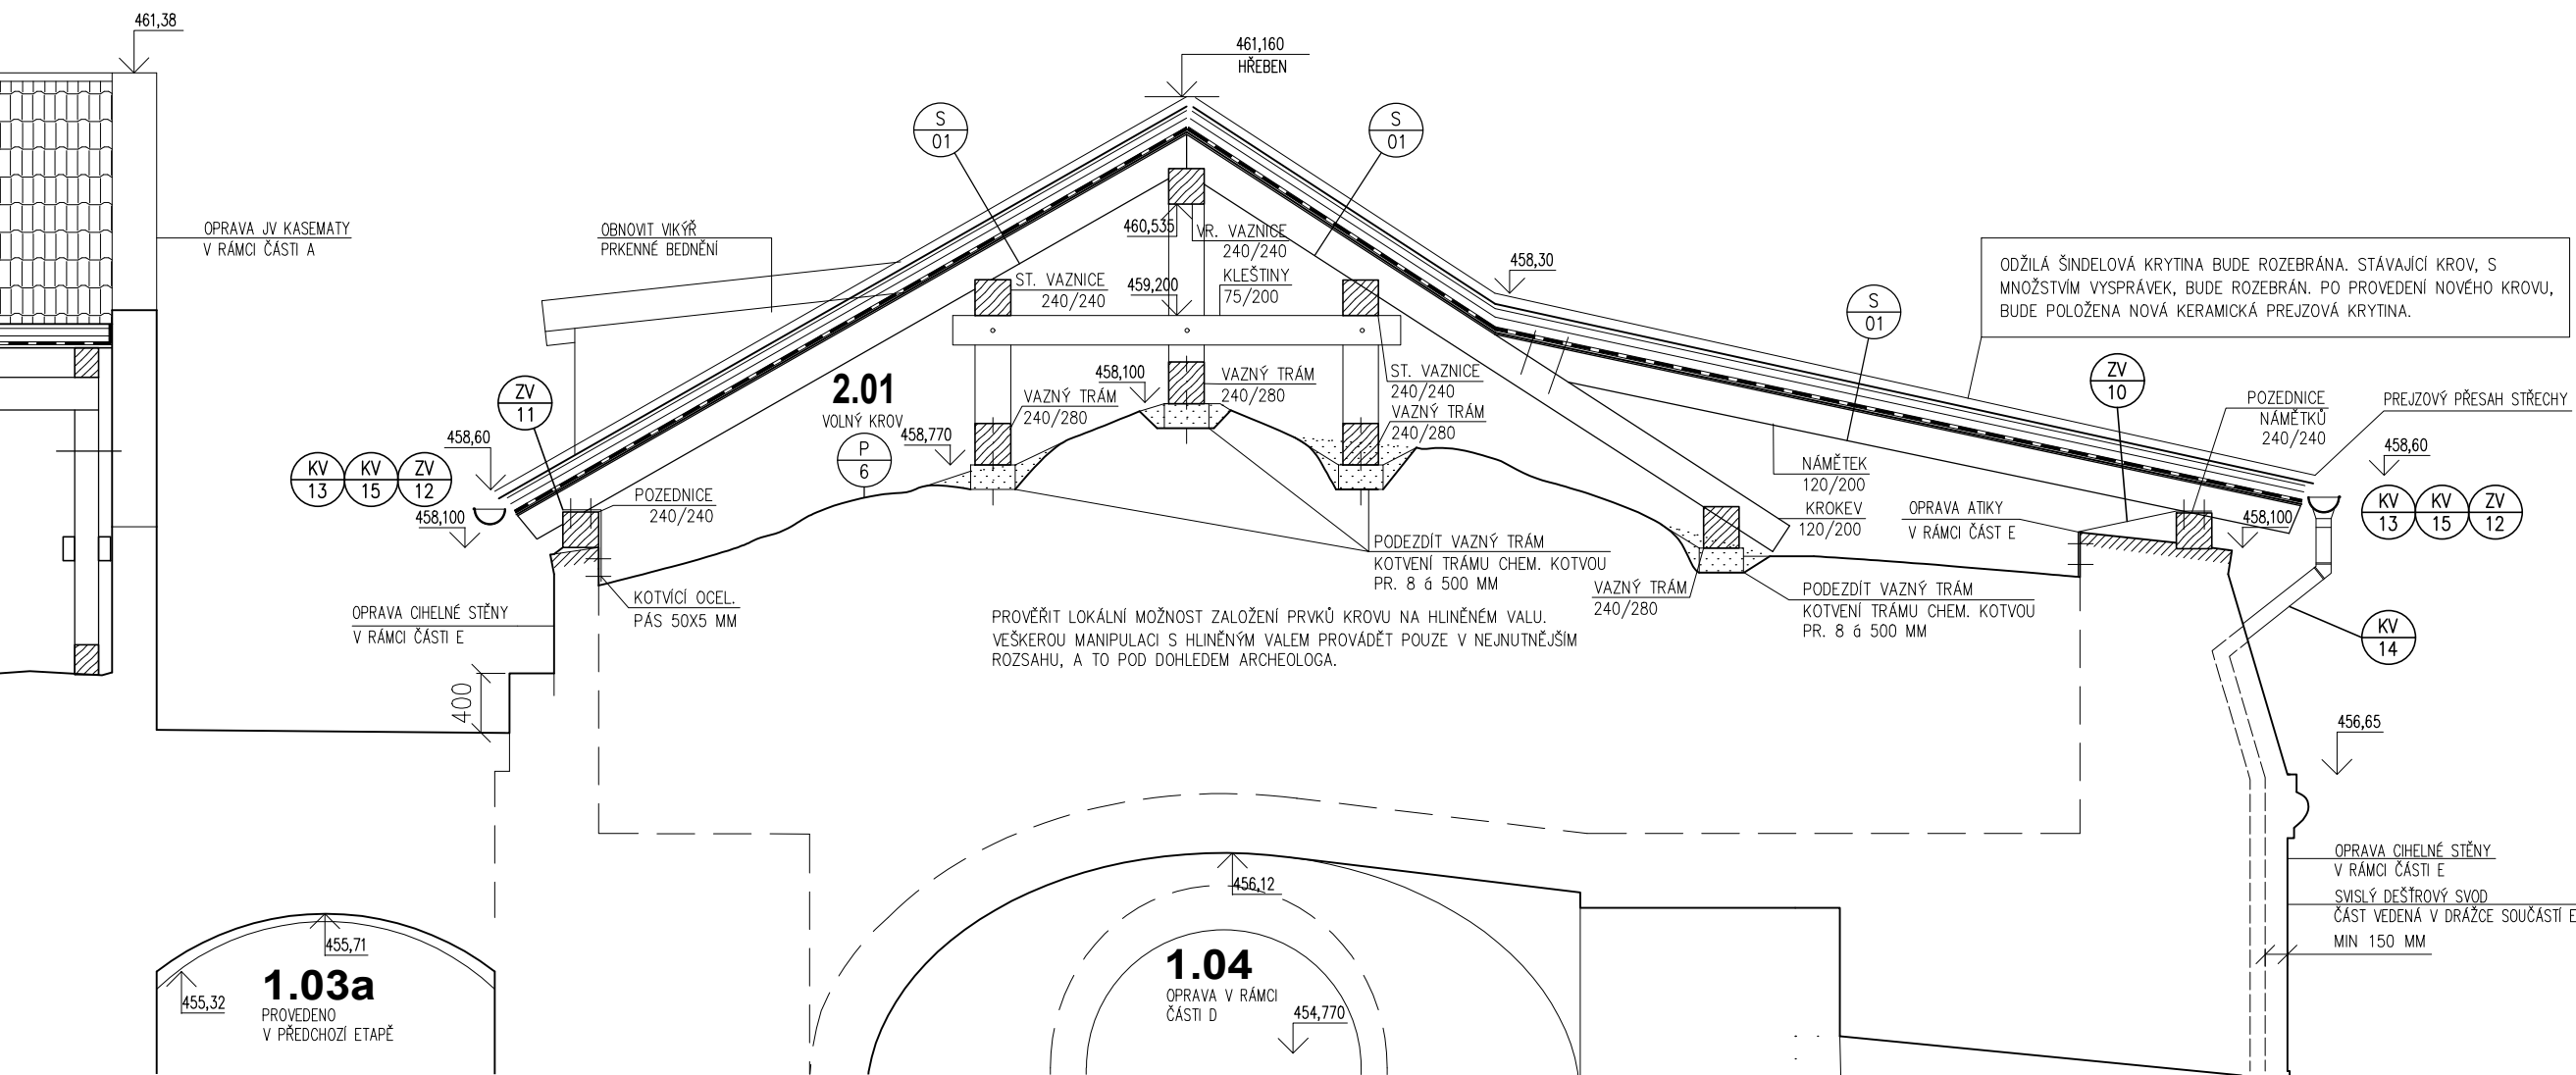 461,38
461,160
HŘEBEN
S
01
S
01
OPRAVA JV KASEMATY
V RÁMCI ČÁSTI A
OBNOVIT VIKÝŘ
PRKENNÉ BEDNĚNÍ
460,535
VR. VAZNICE
240/240
ST. VAZNICE
240/240
459,200
KLEŠTINY
75/200
458,30
S
01
ODŽILÁ ŠINDELOVÁ KRYTINA BUDE ROZEBRÁNA. STÁVAJÍCÍ KROV, S
MNOŽSTVÍM VYSPRÁVEK, BUDE ROZEBRÁN. PO PROVEDENÍ NOVÉHO KROVU,
BUDE POLOŽENA NOVÁ KERAMICKÁ PREJZOVÁ KRYTINA.
ZV
11
2.01
VOLNÝ KROV
P
6
458,100
VAZNÝ TRÁM
240/280
VAZNÝ TRÁM
240/280
ST. VAZNICE
240/240
VAZNÝ TRÁM
240/280
ZV
10
POZEDNICE
NÁMĚTKŮ
240/240
PREJZOVÝ PŘESAH STŘECHY
458,60
458,770
458,60
KV
13
KV
15
ZV
12
458,100
POZEDNICE
240/240
NÁMĚTEK
120/200
KROKEV
120/200
OPRAVA ATIKY
V RÁMCI ČÁST E
458,100
KV
13
KV
15
ZV
12
PODEZDÍT VAZNÝ TRÁM
KOTVENÍ TRÁMU CHEM. KOTVOU
PR. 8 á 500 MM
VAZNÝ TRÁM
240/280
PODEZDÍT VAZNÝ TRÁM
KOTVENÍ TRÁMU CHEM. KOTVOU
PR. 8 á 500 MM
OPRAVA CIHELNÉ STĚNY
V RÁMCI ČÁSTI E
KOTVÍCÍ OCEL.
PÁS 50X5 MM
PROVĚŘIT LOKÁLNÍ MOŽNOST ZALOŽENÍ PRVKŮ KROVU NA HLINĚNÉM VALU.
VEŠKEROU MANIPULACI S HLINĚNÝM VALEM PROVÁDĚT POUZE V NEJNUTNĚJŠÍM
ROZSAHU, A TO POD DOHLEDEM ARCHEOLOGA.
KV
14
400
456,65
OPRAVA CIHELNÉ STĚNY
V RÁMCI ČÁSTI E
SVISLÝ DEŠŤROVÝ SVOD
ČÁST VEDENÁ V DRÁŽCE SOUČÁSTÍ E
MIN 150 MM
456,12
455,71
455,32
1.03a
PROVEDENO
V PŘEDCHOZÍ ETAPĚ
1.04
OPRAVA V RÁMCI
ČÁSTI D
454,770